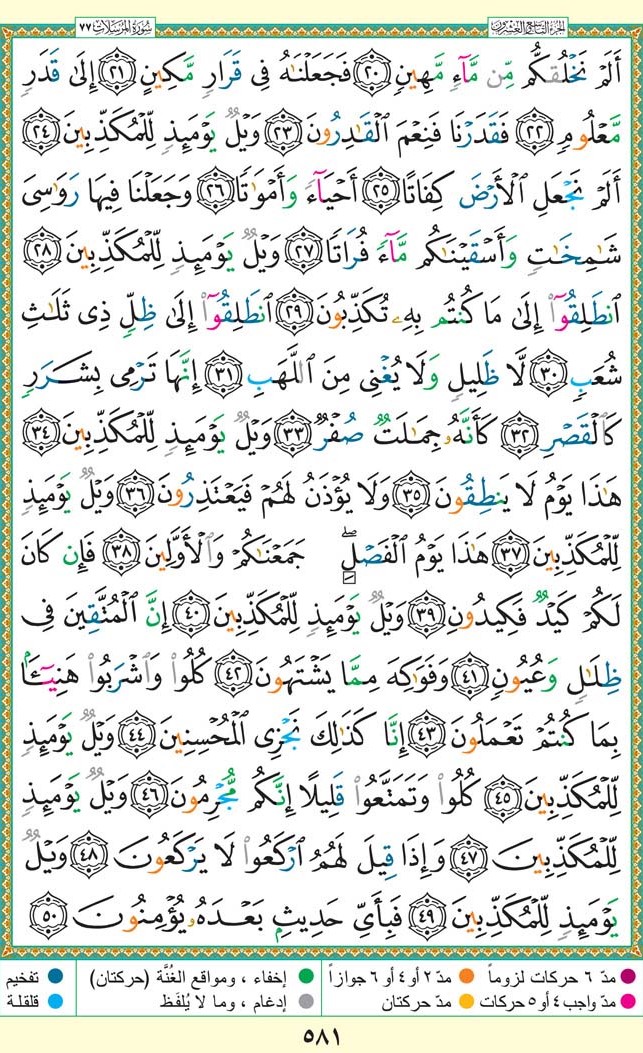 الجزء التاسع والعشرون
سورة المرسلات ٧٧
أَلَمْ نَخْلُقكُّم مِّن مَّآءٍ مَّهِينٍ ﴿٢٠﴾ فَجَعَلْنَٰهُ فِى قَرَارٍ مَّكِينٍ ﴿٢١﴾ إِلَىٰ قَدَرٍ
مَّعْلُومٍ ﴿٢٢﴾ فَقَدَرْنَا فَنِعْمَ ٱلْقَٰدِرُونَ ﴿٢٣﴾ وَيْلٌ يَوْمَئِذٍ لِّلْمُكَذِّبِينَ ﴿٢٤﴾
أَلَمْ نَجْعَلِ ٱلْأَرْضَ كِفَاتًا ﴿٢٥﴾ أَحْيَآءً وَأَمْوَٰتًا ﴿٢٦﴾ وَجَعَلْنَا فِيهَا رَوَٰسِىَ
شَٰمِخَٰتٍ وَأَسْقَيْنَٰكُم مَّآءً فُرَاتًا ﴿٢٧﴾ وَيْلٌ يَوْمَئِذٍ لِّلْمُكَذِّبِينَ ﴿٢٨﴾
ٱنطَلِقُوٓا۟ إِلَىٰ مَا كُنتُم بِهِۦ تُكَذِّبُونَ ﴿٢٩﴾ ٱنطَلِقُوٓا۟ إِلَىٰ ظِلٍّ ذِى ثَلَٰثِ
شُعَبٍ ﴿٣٠﴾ لَّا ظَلِيلٍ وَلَا يُغْنِى مِنَ ٱللَّهَبِ ﴿٣١﴾ إِنَّهَا تَرْمِى بِشَرَرٍ
كَٱلْقَصْرِ ﴿٣٢﴾ كَأَنَّهُۥ جِمَٰلَتٌ صُفْرٌ ﴿٣٣﴾ وَيْلٌ يَوْمَئِذٍ لِّلْمُكَذِّبِينَ ﴿٣٤﴾
هَٰذَا يَوْمُ لَا يَنطِقُونَ ﴿٣٥﴾ وَلَا يُؤْذَنُ لَهُمْ فَيَعْتَذِرُونَ ﴿٣٦﴾ وَيْلٌ يَوْمَئِذٍ
لِّلْمُكَذِّبِينَ ﴿٣٧﴾ هَٰذَا يَوْمُ ٱلْفَصْلِ ۖ جَمَعْنَٰكُمْ وَٱلْأَوَّلِينَ ﴿٣٨﴾ فَإِن كَانَ
لَكُمْ كَيْدٌ فَكِيدُونِ ﴿٣٩﴾ وَيْلٌ يَوْمَئِذٍ لِّلْمُكَذِّبِينَ ﴿٤٠﴾ إِنَّ ٱلْمُتَّقِينَ فِى
ظِلَٰلٍ وَعُيُونٍ ﴿٤١﴾ وَفَوَٰكِهَ مِمَّا يَشْتَهُونَ ﴿٤٢﴾ كُلُوا۟ وَٱشْرَبُوا۟ هَنِيٓـًٔۢا
بِمَا كُنتُمْ تَعْمَلُونَ ﴿٤٣﴾ إِنَّا كَذَٰلِكَ نَجْزِى ٱلْمُحْسِنِينَ ﴿٤٤﴾ وَيْلٌ يَوْمَئِذٍ
لِّلْمُكَذِّبِينَ ﴿٤٥﴾ كُلُوا۟ وَتَمَتَّعُوا۟ قَلِيلًا إِنَّكُم مُّجْرِمُونَ ﴿٤٦﴾ وَيْلٌ يَوْمَئِذٍ
لِّلْمُكَذِّبِينَ ﴿٤٧﴾ وَإِذَا قِيلَ لَهُمُ ٱرْكَعُوا۟ لَا يَرْكَعُونَ ﴿٤٨﴾ وَيْلٌ
يَوْمَئِذٍ لِّلْمُكَذِّبِينَ ﴿٤٩﴾ فَبِأَىِّ حَدِيثٍۭ بَعْدَهُۥ يُؤْمِنُونَ ﴿٥٠﴾
مدّ ٦ حركات لزوماً مدّ ٢ أو ٤ أو ٦ جوازاً إخفاء ، ومواقع الغُنَّة (حركتان) تفخيم
مدّ واجب ٤ أو ٥ حركات مدّ حركتان إدغام ، وما لا يُلفَظ قلقلة
٥٨١